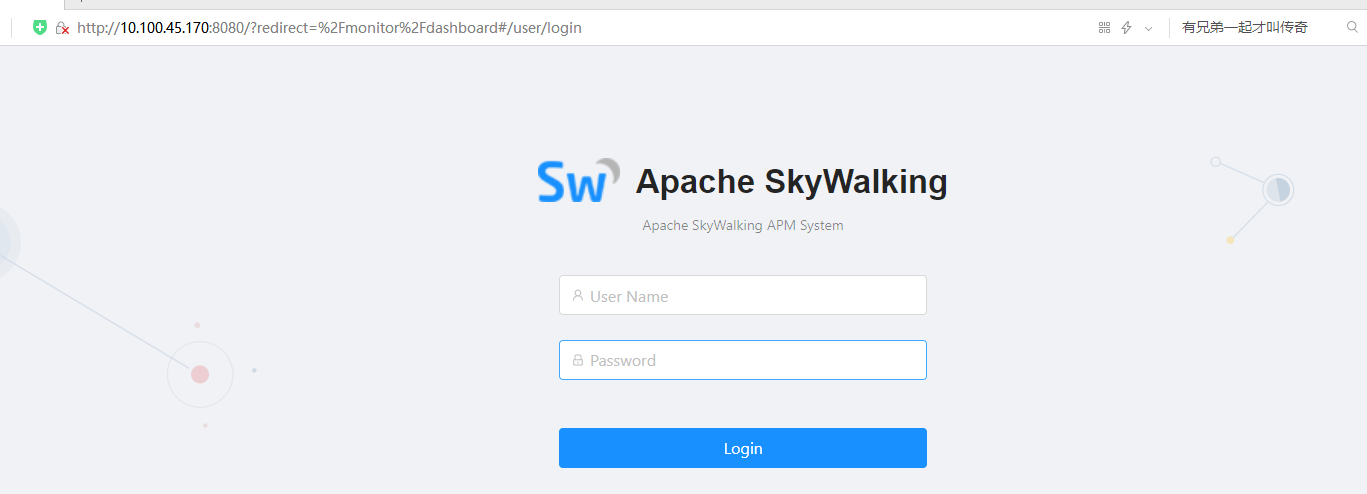 http://10.100.45.170:8080/?redirect=%2Fmonitor%2Fdashboard#/user/login
有兄弟一起才叫传奇
Sw Apache SkyWalking
Apache SkyWalking APM System
User Name
Password
Login